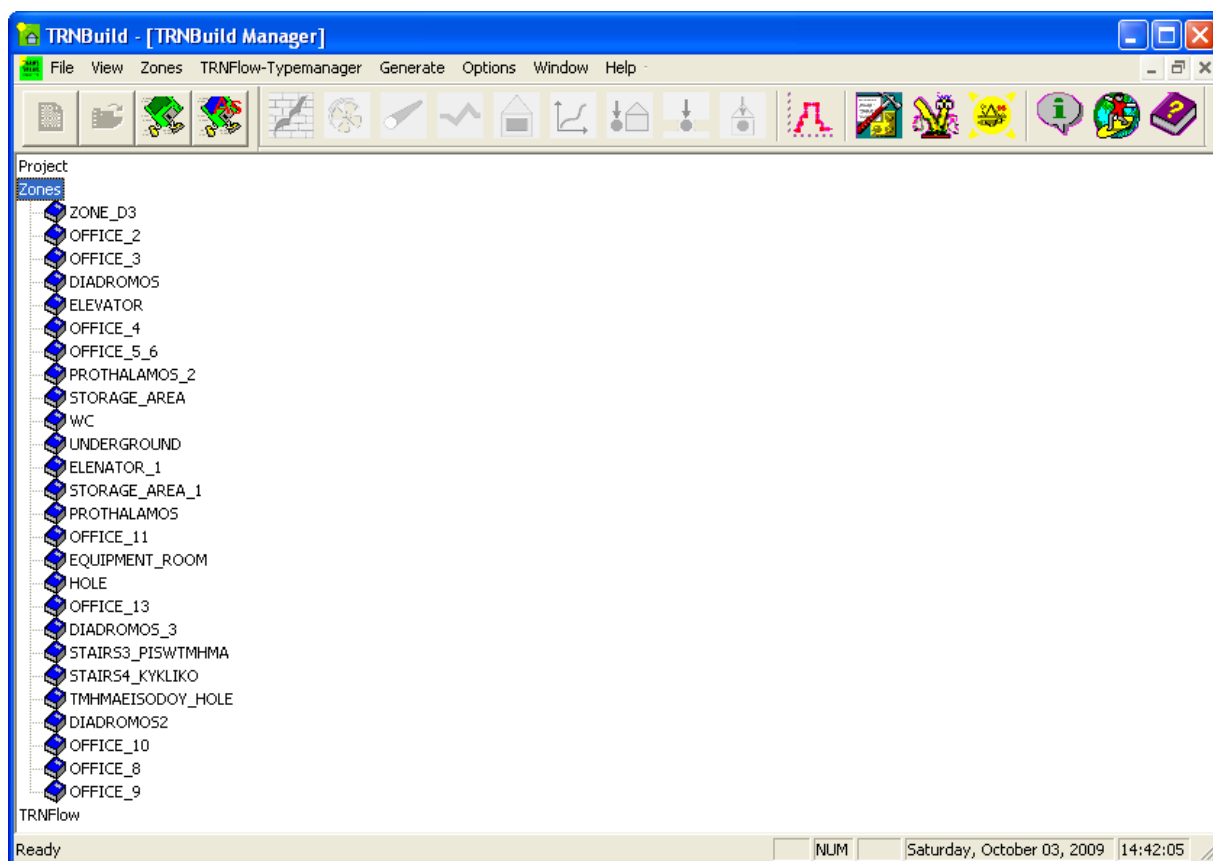 TRNBuild - [TRNBuild Manager]
File View Zones TRNFlow-Typemanager Generate Options Window Help
Project
Zones
ZONE_D3
OFFICE_2
OFFICE_3
DIADROMOS
ELEVATOR
OFFICE_4
OFFICE_5_6
PROTHALAMOS_2
STORAGE_AREA
WC
UNDERGROUND
ELENATOR_1
STORAGE_AREA_1
PROTHALAMOS
OFFICE_11
EQUIPMENT_ROOM
HOLE
OFFICE_13
DIADROMOS_3
STAIRS3_PISWTMHMA
STAIRS4_KYKLIKO
TMHMAEISODOY_HOLE
DIADROMOS2
OFFICE_10
OFFICE_8
OFFICE_9
TRNFlow
Ready NUM Saturday, October 03, 2009 14:42:05